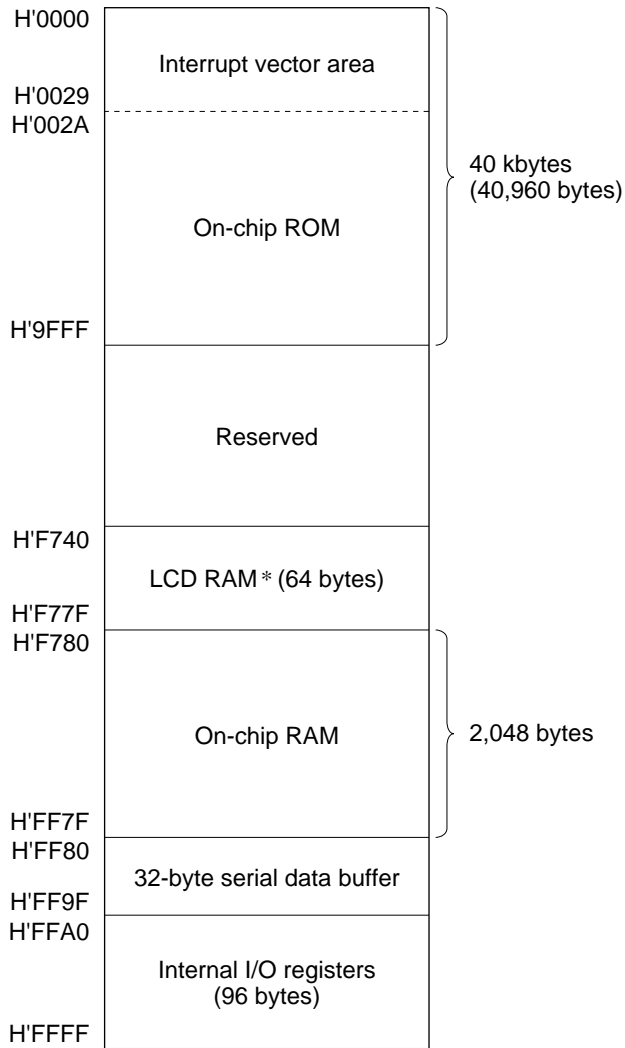 H'0000
Interrupt vector area
H'0029
H'002A
40 kbytes
(40,960 bytes)
On-chip ROM
H'9FFF
Reserved
H'F740
LCD RAM* (64 bytes)
H'F77F
H'F780
On-chip RAM
2,048 bytes
H'FF7F
H'FF80
32-byte serial data buffer
H'FF9F
H'FFA0
Internal I/O registers
(96 bytes)
H'FFFF